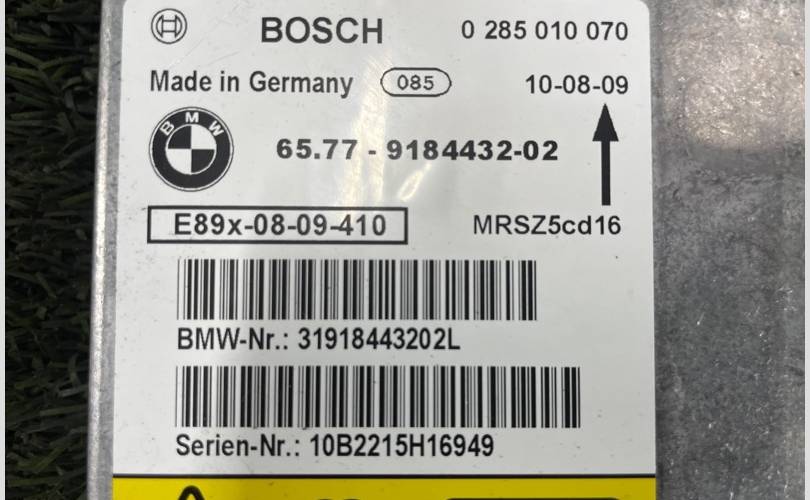 BOSCH 0 285 010 070
Made in Germany 085 10-08-09
BMW
65.77 - 9184432-02
E89x-08-09-410 MRSZ5cd16
BMW-Nr.: 31918443202L
Serien-Nr.: 10B2215H16949